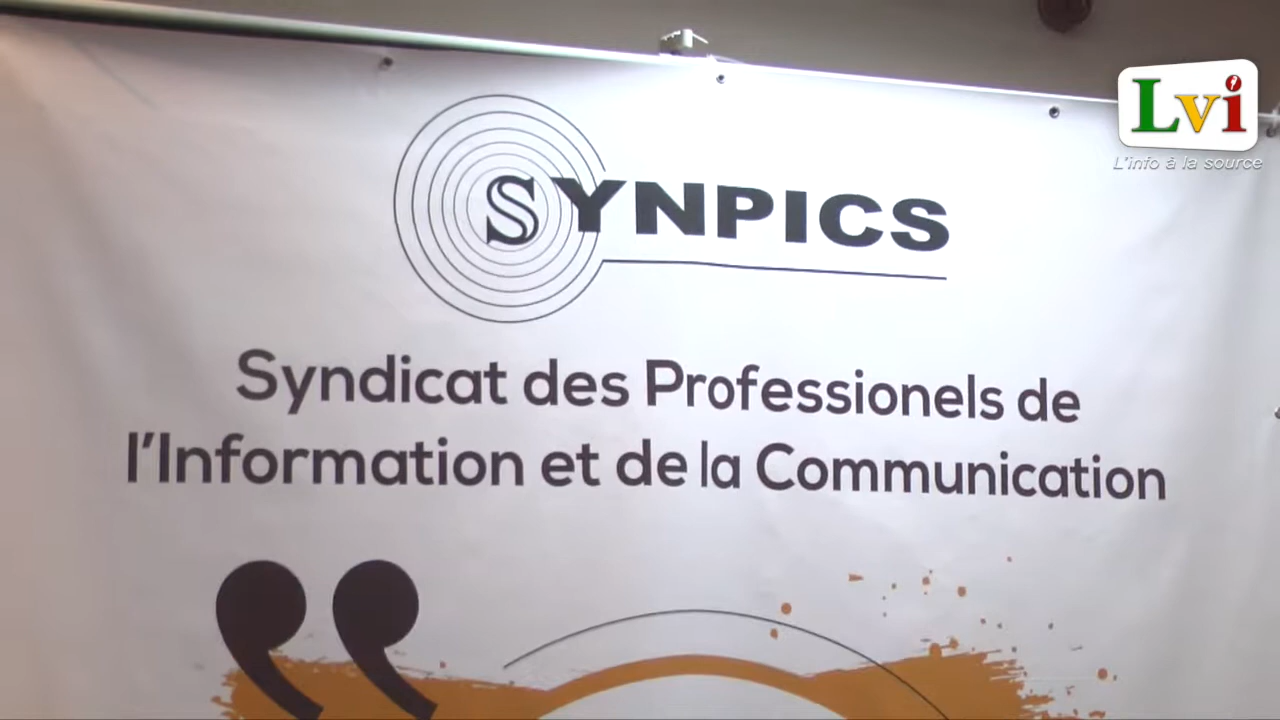 SYNPICS
Syndicat des Professionels de
l'Information et de la Communication
Lvi
L'info à la source